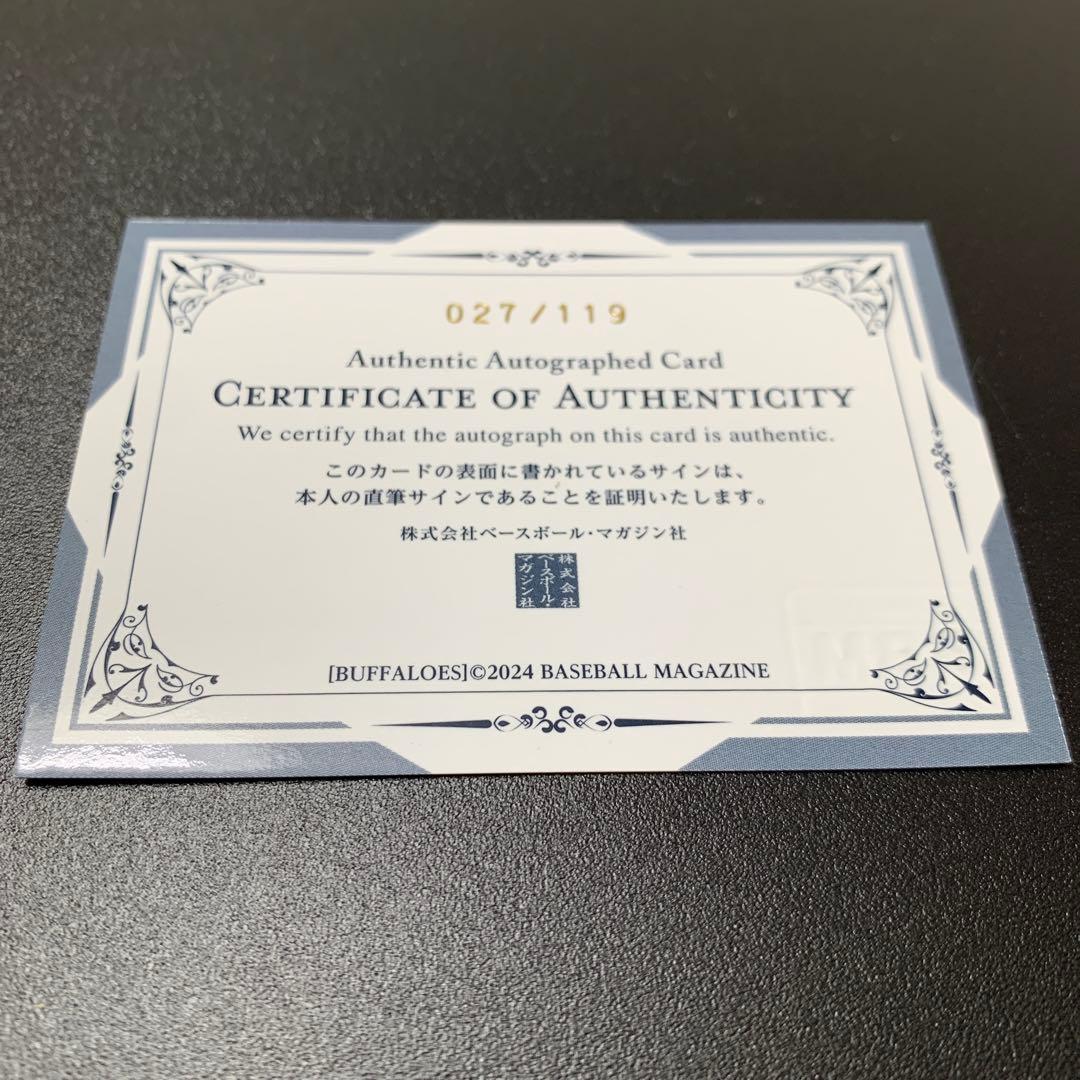 027/119
Authentic Autographed Card
CERTIFICATE OF AUTHENTICITY
We certify that the autograph on this card is authentic.
このカードの表面に書かれているサインは、
本人の直筆サインであることを証明いたします。
株式会社ベースボール・マガジン社
株式会社
ベースボール・
マガジン社
[BUFFALOES]©2024 BASEBALL MAGAZINE